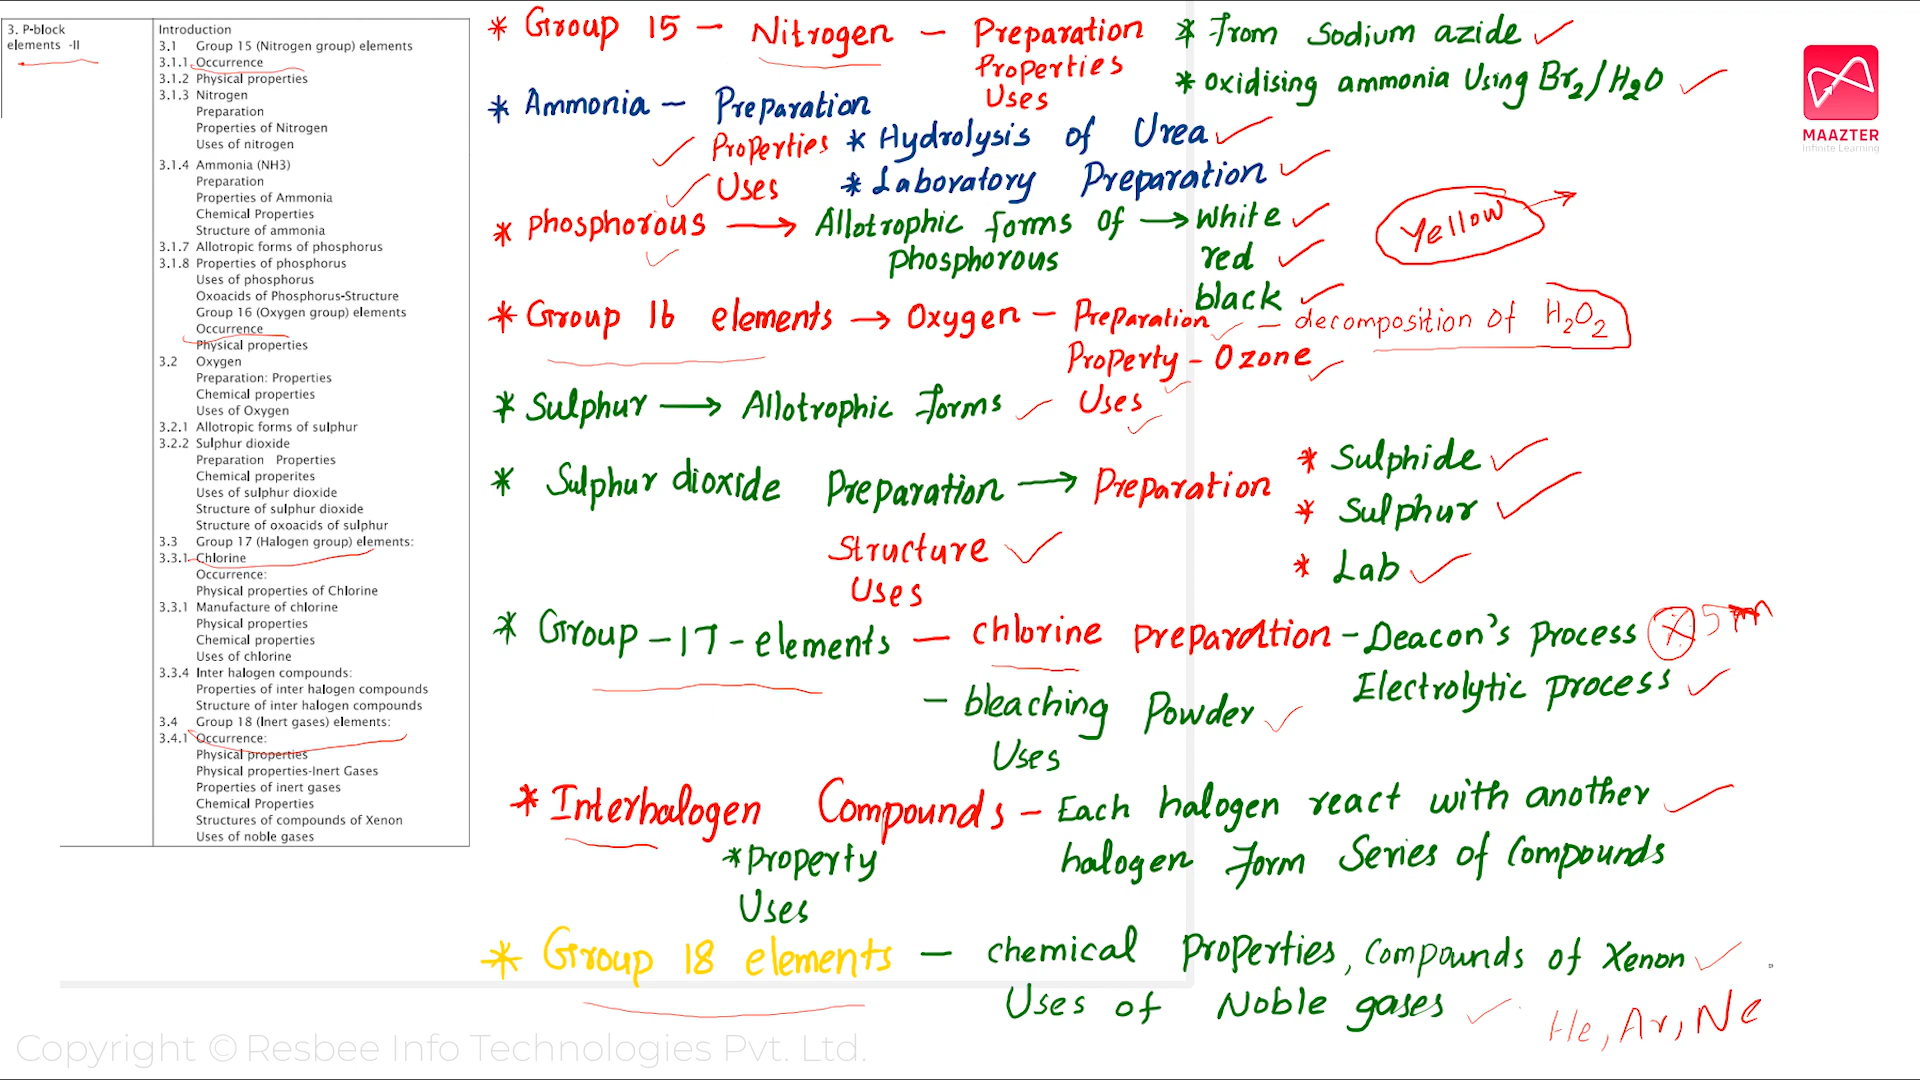 3. P-block
elements -II
Introduction
3.1 Group 15 (Nitrogen group) elements
3.1.1 Occurrence
3.1.2 Physical properties
3.1.3 Nitrogen
Preparation
Properties of Nitrogen
Uses of nitrogen
3.1.4 Ammonia (NH3)
Preparation
Properties of Ammonia
Chemical Properties
Structure of ammonia
3.1.7 Allotropic forms of phosphorus
3.1.8 Properties of phosphorus
Uses of phosphorus
Oxoacids of Phosphorus-Structure
Group 16 (Oxygen group) elements
Occurrence
Physical properties
3.2 Oxygen
Preparation: Properties
Chemical properties
Uses of Oxygen
3.2.1 Allotropic forms of sulphur
3.2.2 Sulphur dioxide
Preparation Properties
Chemical properites
Uses of sulphur dioxide
Structure of sulphur dioxide
Structure of oxoacids of sulphur
3.3 Group 17 (Halogen group) elements:
3.3.1 Chlorine
Occurrence:
Physical properties of Chlorine
3.3.1 Manufacture of chlorine
Physical properties
Chemical properties
Uses of chlorine
3.3.4 Inter halogen compounds:
Properties of inter halogen compounds
Structure of inter halogen compounds
3.4 Group 18 (Inert gases) elements:
3.4.1 Occurrence:
Physical properties
Physical properties-Inert Gases
Properties of inert gases
Chemical Properties
Structures of compounds of Xenon
Uses of noble gases
* Group 15 – Nitrogen – Preparation
Properties
Uses
* From Sodium azide
* Oxidising ammonia Using Br2/H2O
* Ammonia – Preparation
Properties
Uses
* Hydrolysis of Urea
* Laboratory Preparation
* Phosphorous → Allotrophic forms of → White
Phosphorous red
black
Yellow
* Group 16 elements → Oxygen – Preparation – decomposition of H2O2
Property – Ozone
Uses
* Sulphur → Allotrophic Forms
* Sulphur dioxide Preparation → Preparation
* Sulphide
* Sulphur
* Lab
Structure
Uses
* Group – 17 – elements – chlorine preparation – Deacon's Process
Electrolytic process
– bleaching Powder
Uses
* Interhalogen Compounds – Each halogen react with another
halogen Form Series of Compounds
* Property
Uses
* Group 18 elements – chemical Properties, Compounds of Xenon
Uses of Noble gases
He, Ar, Ne
MAAZTER
Infinite Learning
Copyright © Resbee Info Technologies Pvt. Ltd.